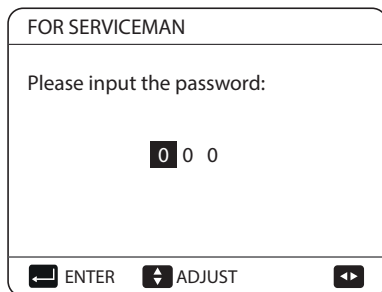 FOR SERVICEMAN
Please input the password:
0 0 0
ENTER ADJUST